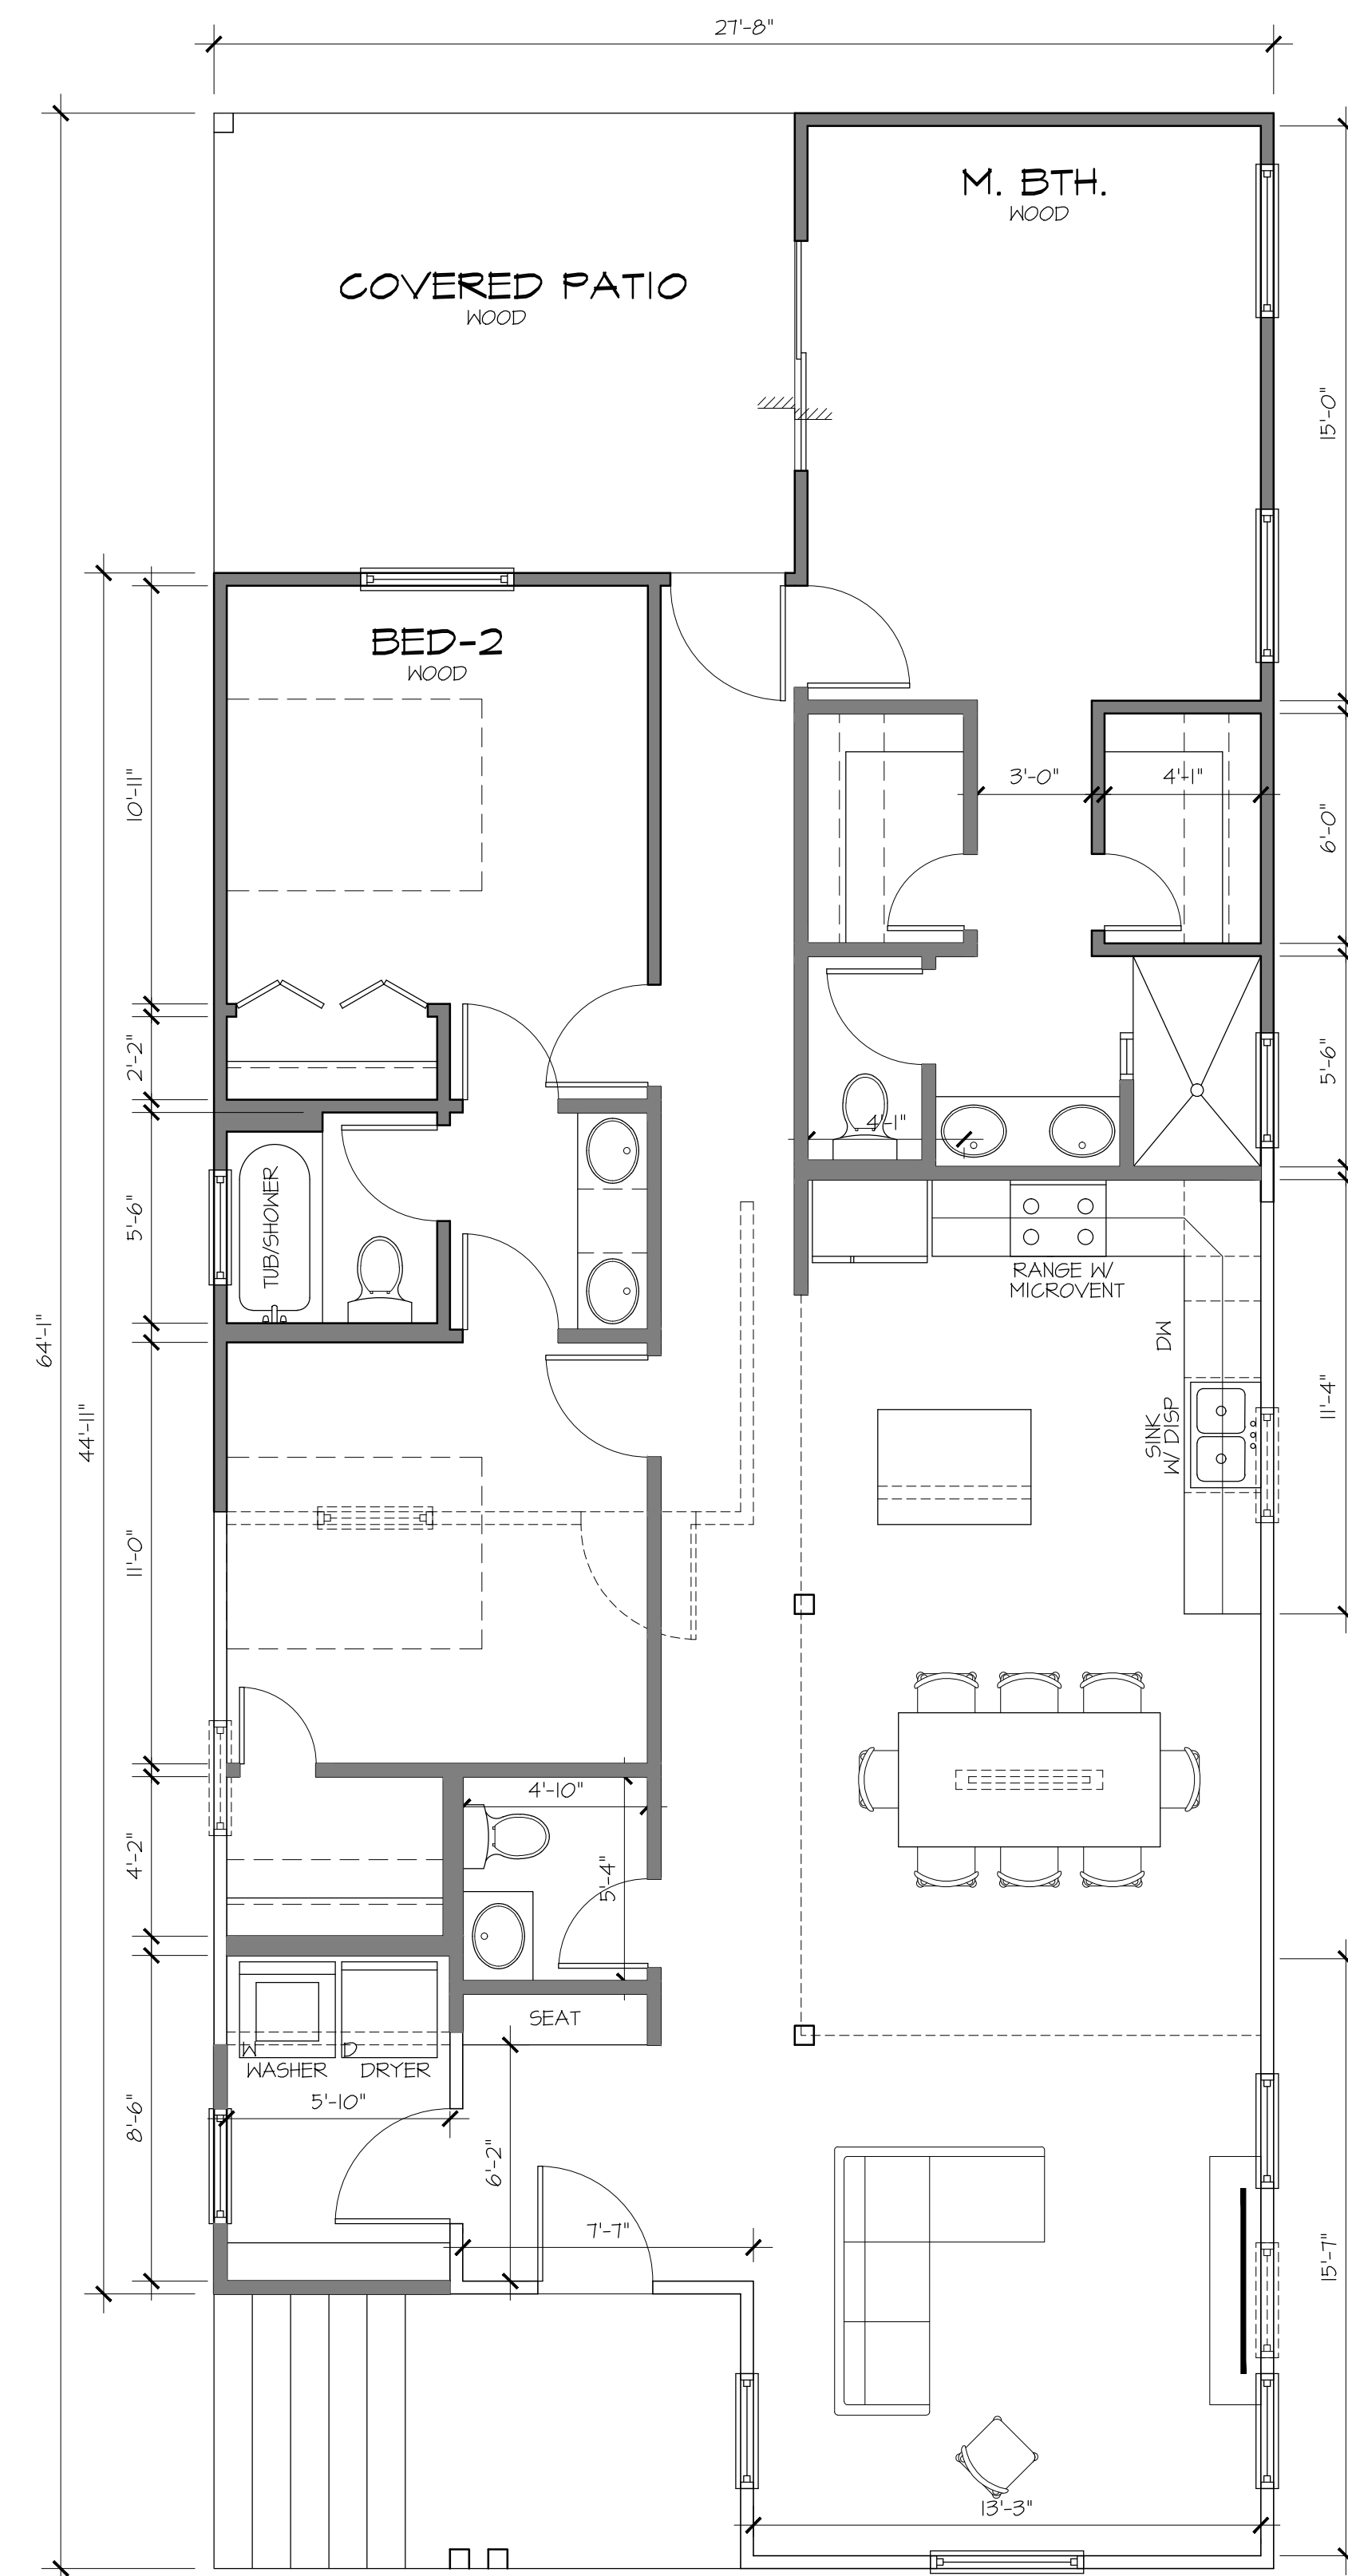 27'-8"
M. BTH.
WOOD
COVERED PATIO
WOOD
15'-0"
BED-2
WOOD
10'-11"
3'-0"
4'-1"
6'-0"
2'-2"
5'-6"
4'-1"
5'-6"
TUB/SHOWER
RANGE W/
MICROVENT
DW
64'-1"
44'-11"
SINK
W/ DISP
11'-4"
11'-0"
4'-10"
4'-2"
5'-4"
SEAT
W
D
WASHER
DRYER
5'-10"
8'-6"
6'-2"
7'-7"
15'-7"
13'-3"